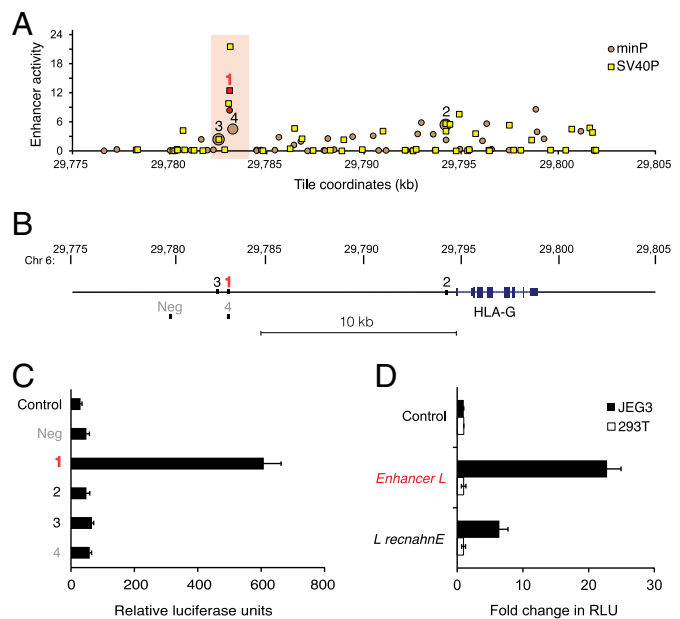 A
Enhancer activity
24
18
12
6
0
1
3
4
2
minP
SV40P
29,775 29,780 29,785 29,790 29,795 29,800 29,805
Tile coordinates (kb)
B
29,775 29,780 29,785 29,790 29,795 29,800 29,805
Chr 6:
3 1 2
Neg 4
HLA-G
10 kb
C
Control
Neg
1
2
3
4
0 200 400 600 800
Relative luciferase units
D
JEG3
293T
Control
Enhancer L
L recnahnE
0 10 20 30
Fold change in RLU